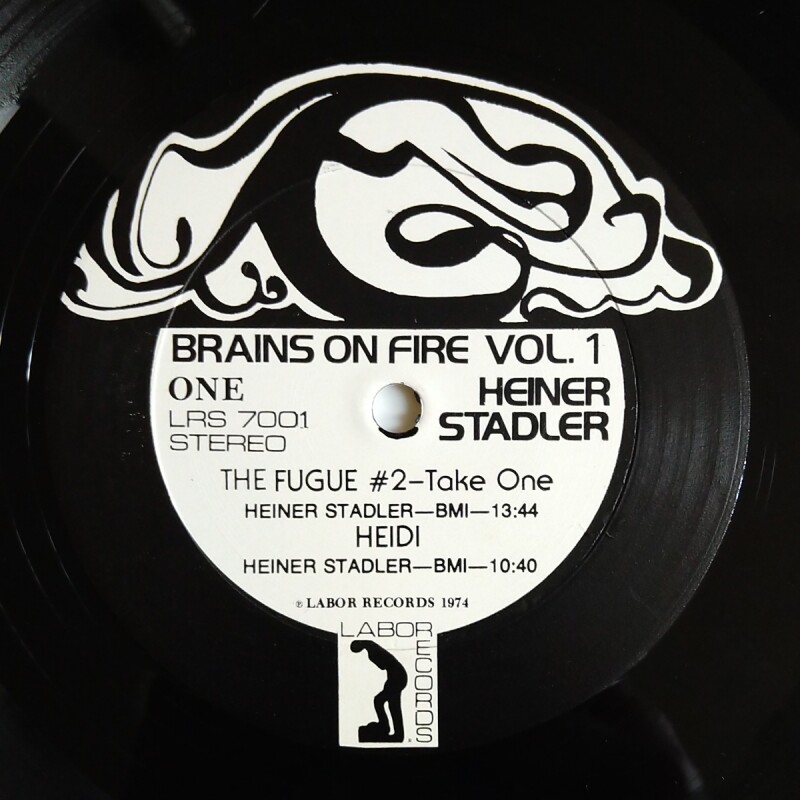 BRAINS ON FIRE VOL. 1
ONE
HEINER
LRS 7001
STADLER
STEREO
THE FUGUE #2-Take One
HEINER STADLER—BMI—13:44
HEIDI
HEINER STADLER—BMI—10:40
℗ LABOR RECORDS 1974
LABOR
RECORDS